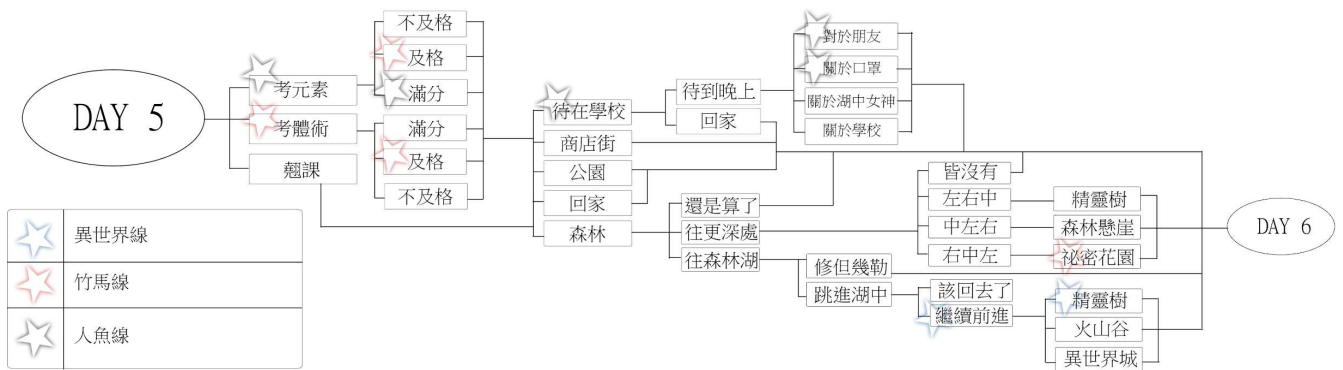 DAY 5
考元素
考體術
翹課
不及格
及格
滿分
滿分
及格
不及格
待在學校
商店街
公園
回家
森林
待到晚上
回家
對於朋友
關於口罩
關於湖中女神
關於學校
還是算了
往更深處
往森林湖
皆沒有
左右中
中左右
右中左
精靈樹
森林懸崖
祕密花園
修但幾勒
跳進湖中
該回去了
繼續前進
精靈樹
火山谷
異世界城
DAY 6
異世界線
竹馬線
人魚線